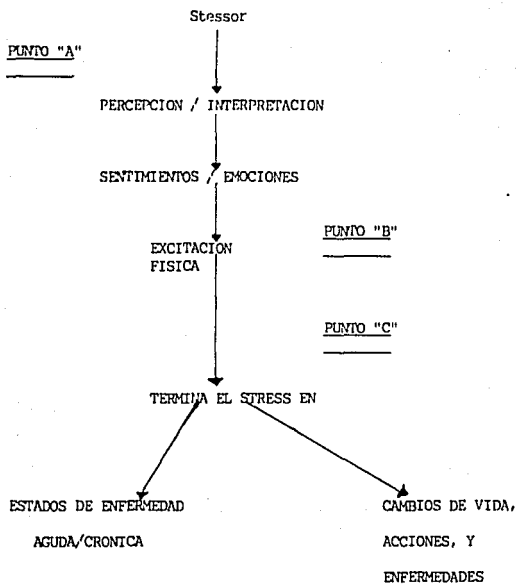 Stessor
PUNTO "A"
PERCEPCION / INTERPRETACION
SENTIMIENTOS / EMOCIONES
EXCITACION
FISICA
PUNTO "B"
PUNTO "C"
TERMINA EL STRESS EN
ESTADOS DE ENFERMEDAD
AGUDA/CRONICA
CAMBIOS DE VIDA,
ACCIONES, Y
ENFERMEDADES